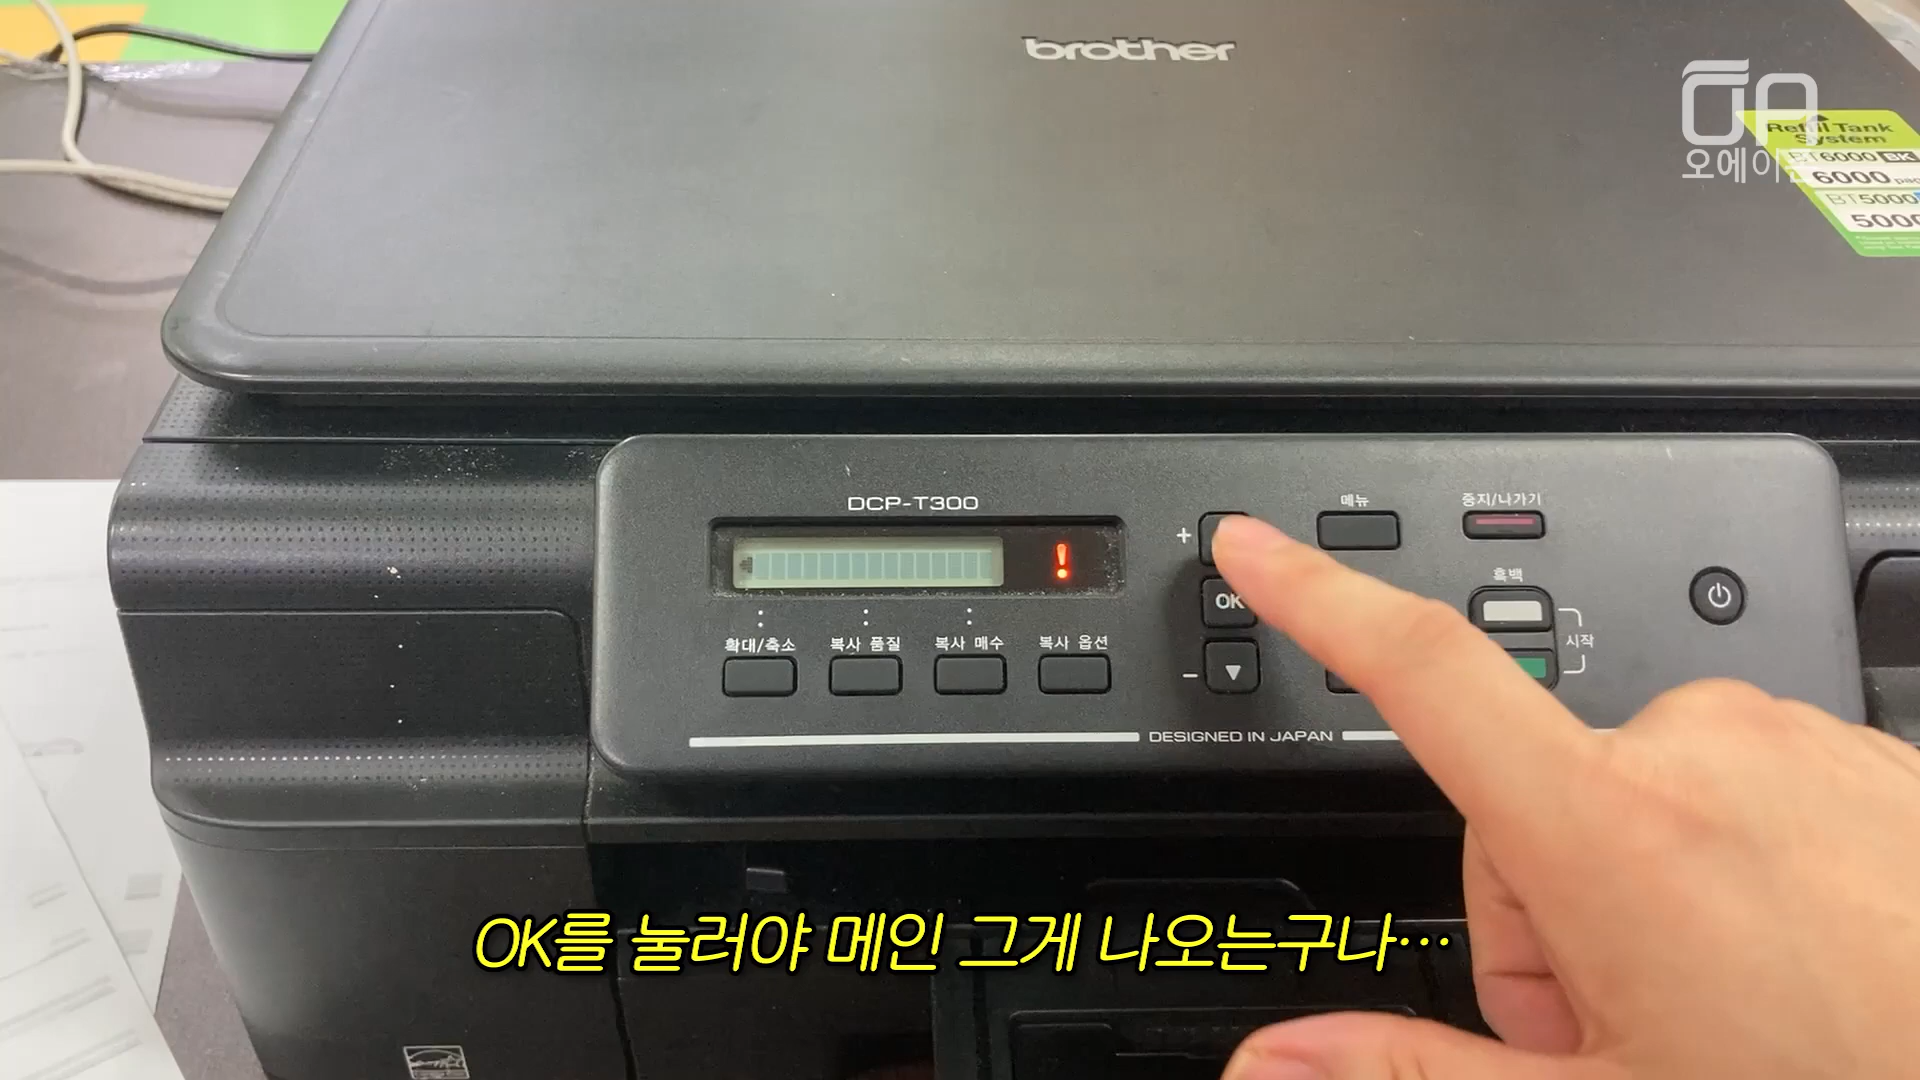 brother
Refill Tank
System
BT6000 BK
6000
BT5000
5000
오에이
DCP-T300
메뉴
중지/나가기
+
OK
흑백
시작
확대/축소
복사 품질
복사 매수
복사 옵션
-
DESIGNED IN JAPAN
OK를 눌러야 메인 그게 나오는구나…